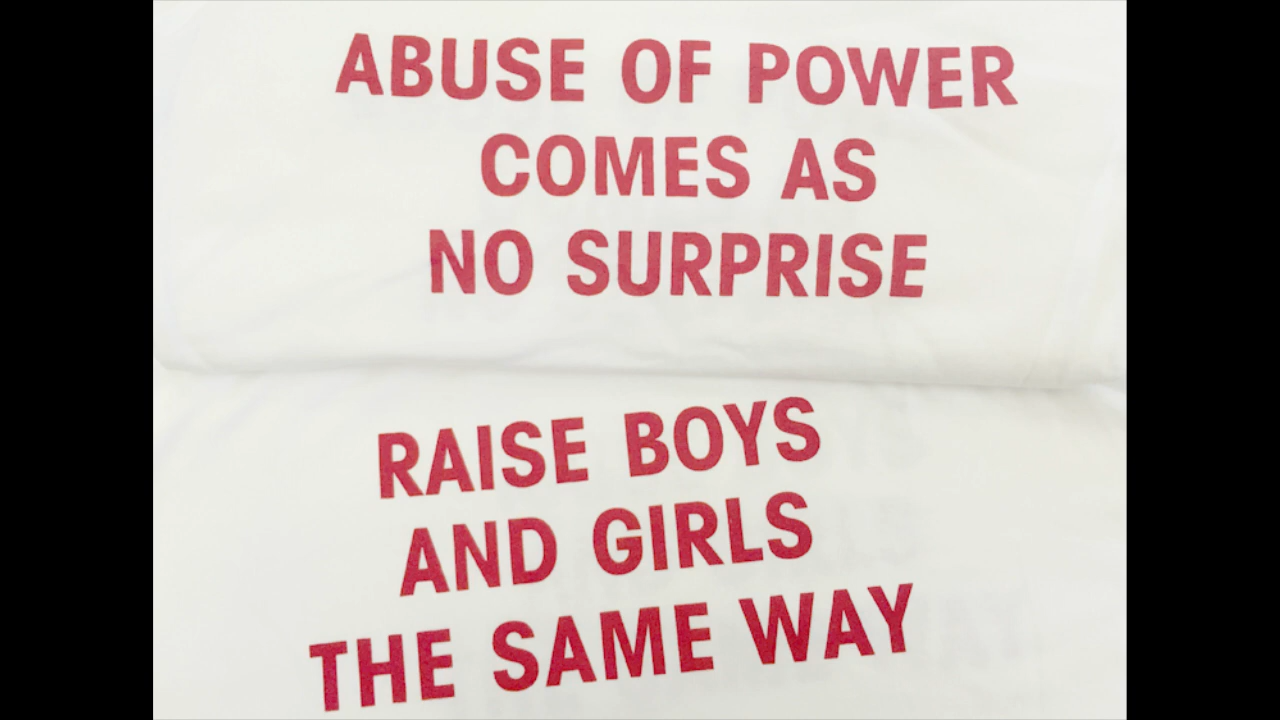 ABUSE OF POWER
COMES AS
NO SURPRISE
RAISE BOYS
AND GIRLS
THE SAME WAY